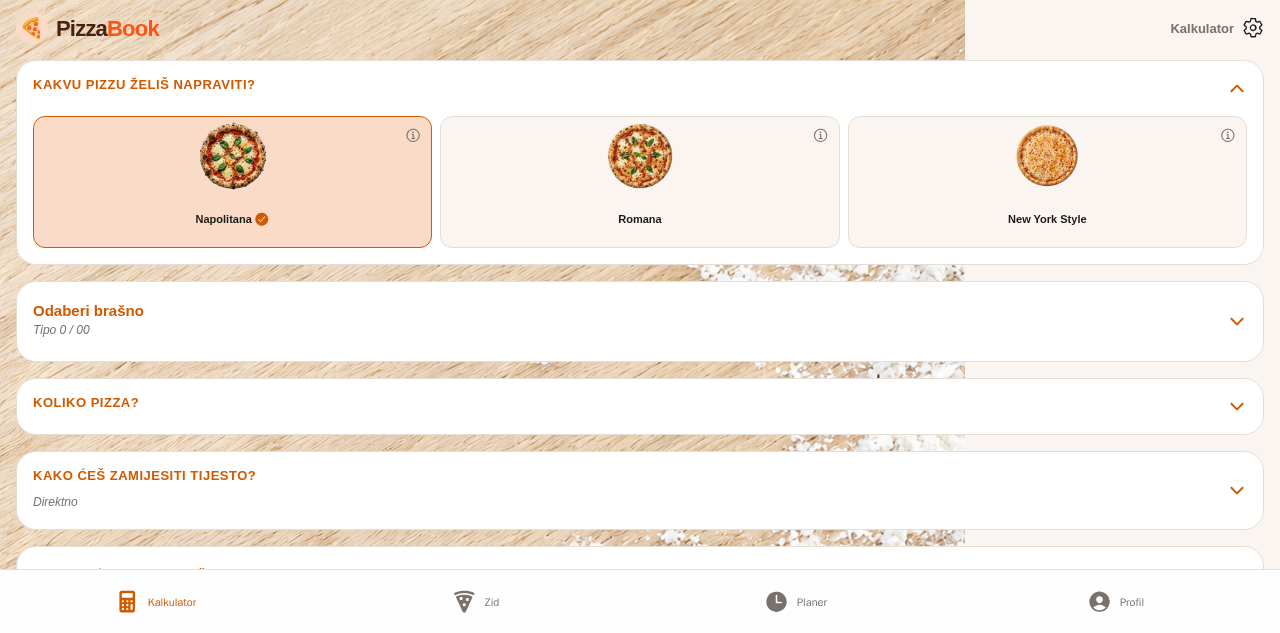 PizzaBook
Kalkulator
KAKVU PIZZU ŽELIŠ NAPRAVITI?
Napolitana
Romana
New York Style
Odaberi brašno
Tipo 0 / 00
KOLIKO PIZZA?
KAKO ĆEŠ ZAMIJESITI TIJESTO?
Direktno
Kalkulator
Zid
Planer
Profil